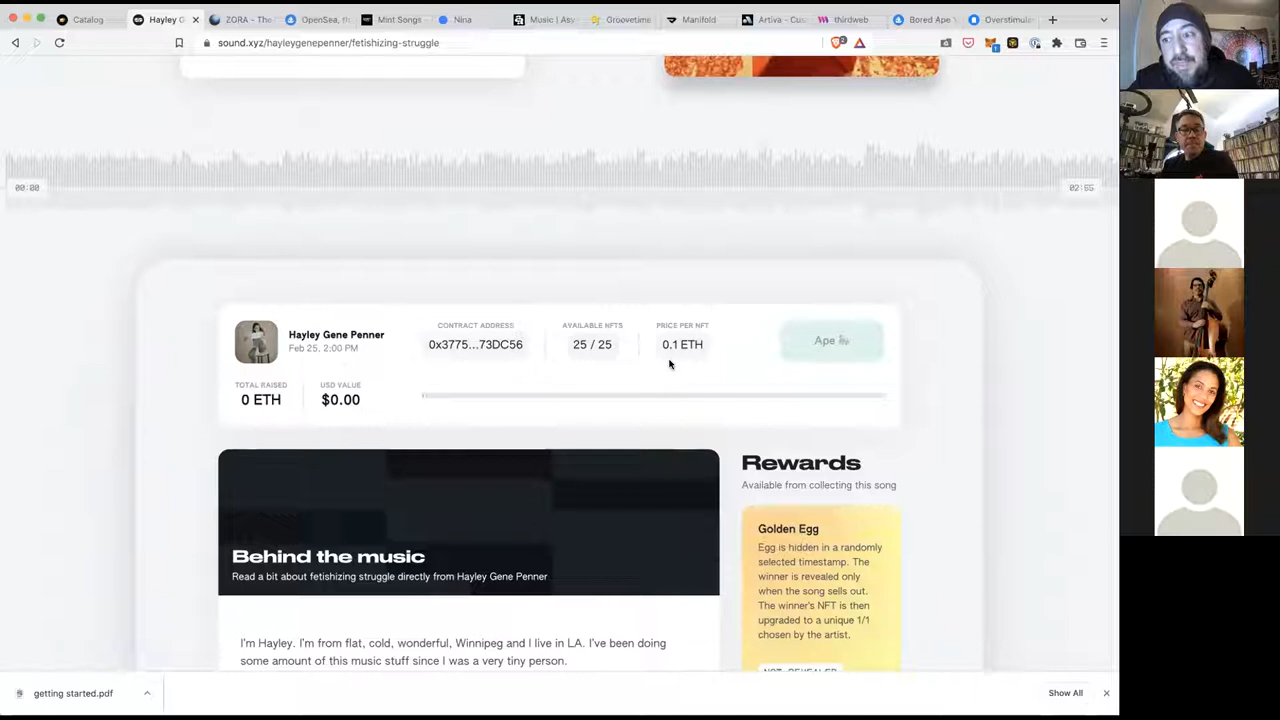 Catalog
Hayley G
ZORA - The
OpenSea, th
Mint Songs
Nina
Music | Asy
Groovetime
Manifold
Artiva - Cus
thirdweb
Bored Ape Y
Overstimul
sound.xyz/hayleygenepenner/fetishizing-struggle
00:00
02:55
Hayley Gene Penner
Feb 25, 2:00 PM
CONTRACT ADDRESS
0x3775...73DC56
AVAILABLE NFTS
25 / 25
PRICE PER NFT
0.1 ETH
Ape
TOTAL RAISED
0 ETH
USD VALUE
$0.00
Behind the music
Read a bit about fetishizing struggle directly from Hayley Gene Penner
I'm Hayley. I'm from flat, cold, wonderful, Winnipeg and I live in LA. I've been doing
some amount of this music stuff since I was a very tiny person.
Rewards
Available from collecting this song
Golden Egg
Egg is hidden in a randomly
selected timestamp. The
winner is revealed only
when the song sells out.
The winner's NFT is then
upgraded to a unique 1/1
chosen by the artist.
NOT REVEALED
getting started.pdf
Show All